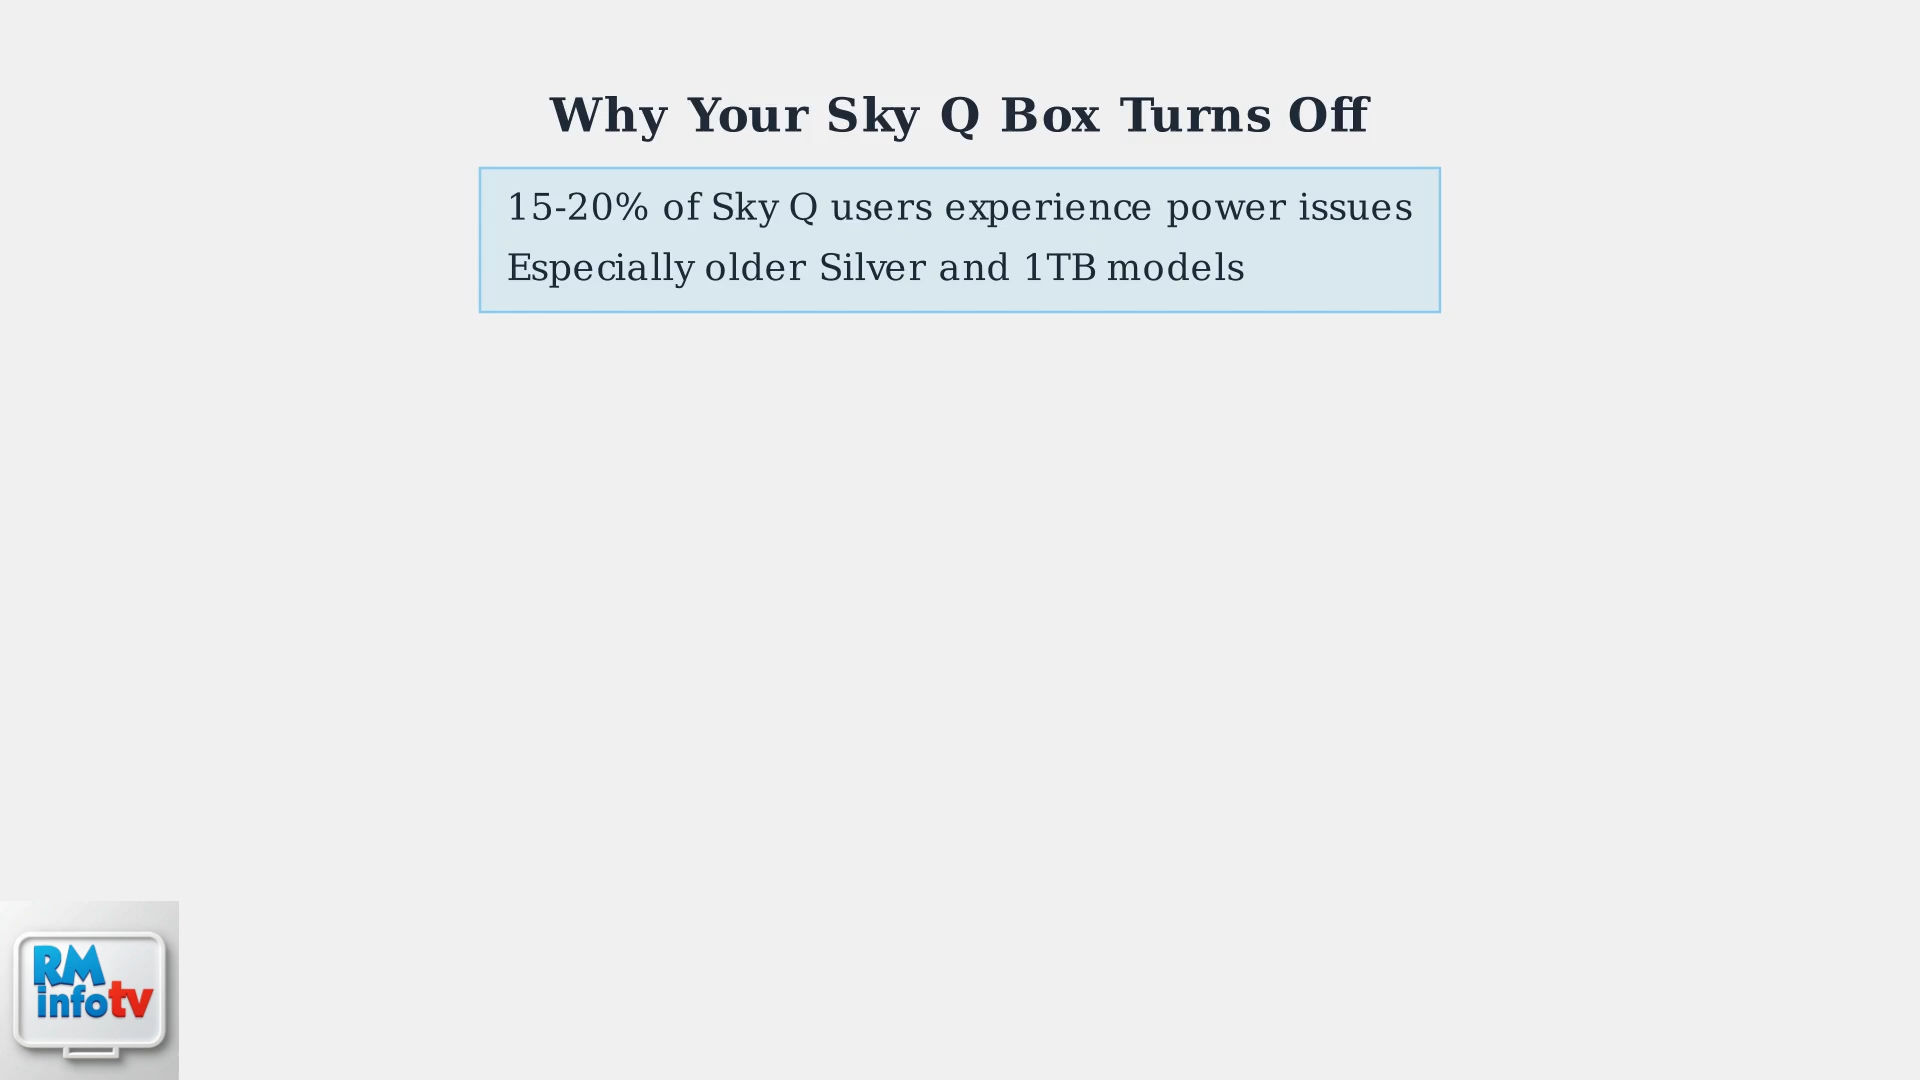 Why Your Sky Q Box Turns Off
15-20% of Sky Q users experience power issues
Especially older Silver and 1TB models
RM
infotv